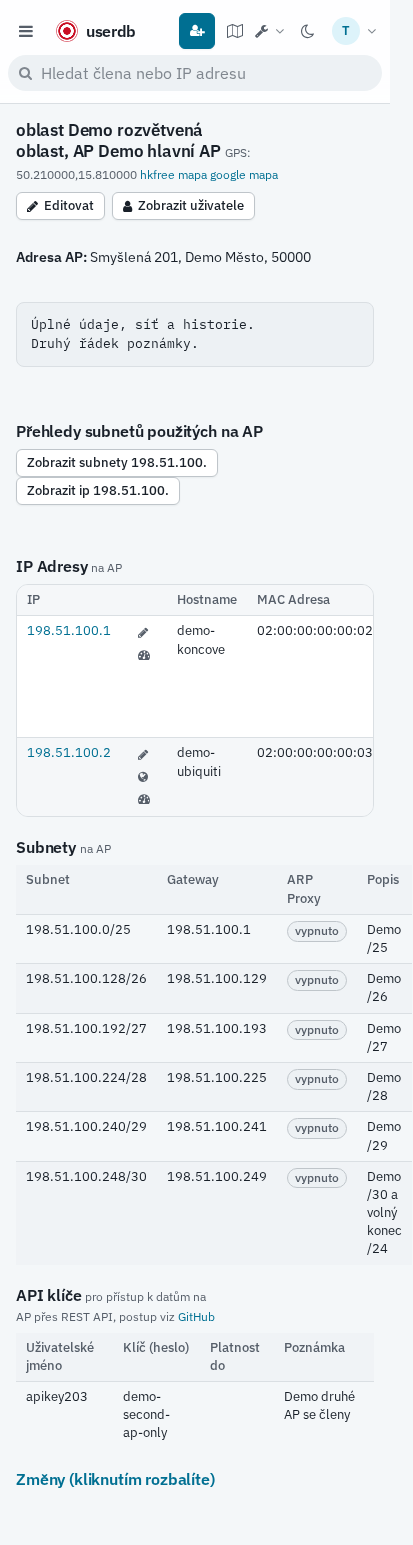 userdb
T
Hledat člena nebo IP adresu
oblast Demo rozvětvená
oblast, AP Demo hlavní AP GPS:
50.210000,15.810000 hkfree mapa google mapa
Editovat Zobrazit uživatele
Adresa AP: Smyšlená 201, Demo Město, 50000
Úplné údaje, síť a historie.
Druhý řádek poznámky.
Přehledy subnetů použitých na AP
Zobrazit subnety 198.51.100.
Zobrazit ip 198.51.100.
IP Adresy na AP
IP Hostname MAC Adresa
198.51.100.1 demo- 02:00:00:00:00:02
koncove
198.51.100.2 demo- 02:00:00:00:00:03
ubiquiti
Subnety na AP
Subnet Gateway ARP Popis
Proxy
198.51.100.0/25 198.51.100.1 vypnuto Demo
/25
198.51.100.128/26 198.51.100.129 vypnuto Demo
/26
198.51.100.192/27 198.51.100.193 vypnuto Demo
/27
198.51.100.224/28 198.51.100.225 vypnuto Demo
/28
198.51.100.240/29 198.51.100.241 vypnuto Demo
/29
198.51.100.248/30 198.51.100.249 vypnuto Demo
/30 a
volný
konec
/24
API klíče pro přístup k datům na
AP přes REST API, postup viz GitHub
Uživatelské Klíč (heslo) Platnost Poznámka
jméno do
apikey203 demo- Demo druhé
second- AP se členy
ap-only
Změny (kliknutím rozbalíte)